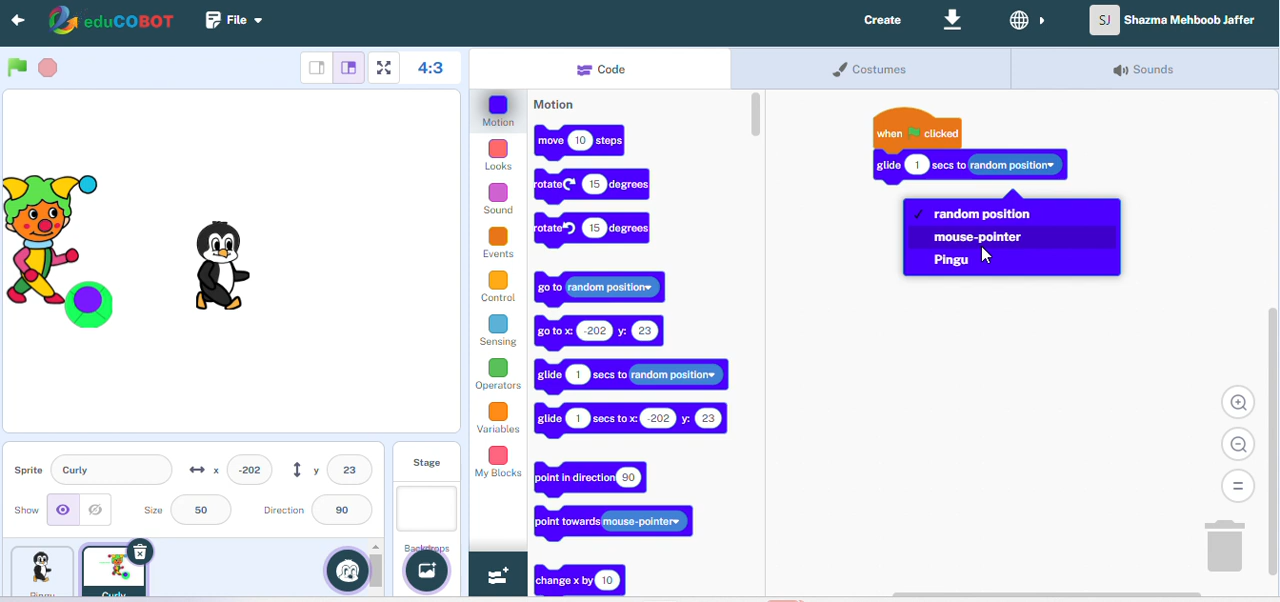 eduCOBOT
File
Create
SJ
Shazma Mehboob Jaffer
4:3
Code
Costumes
Sounds
Motion
Looks
Sound
Events
Control
Sensing
Operators
Variables
My Blocks
Motion
move 10 steps
rotate 15 degrees
rotate 15 degrees
go to random position
go to x: -202 y: 23
glide 1 secs to random position
glide 1 secs to x: -202 y: 23
point in direction 90
point towards mouse-pointer
change x by 10
when clicked
glide 1 secs to random position
✓ random position
mouse-pointer
Pingu
Sprite Curly x -202 y 23
Show Size 50 Direction 90
Stage
Backdrops
Pingu
Curly